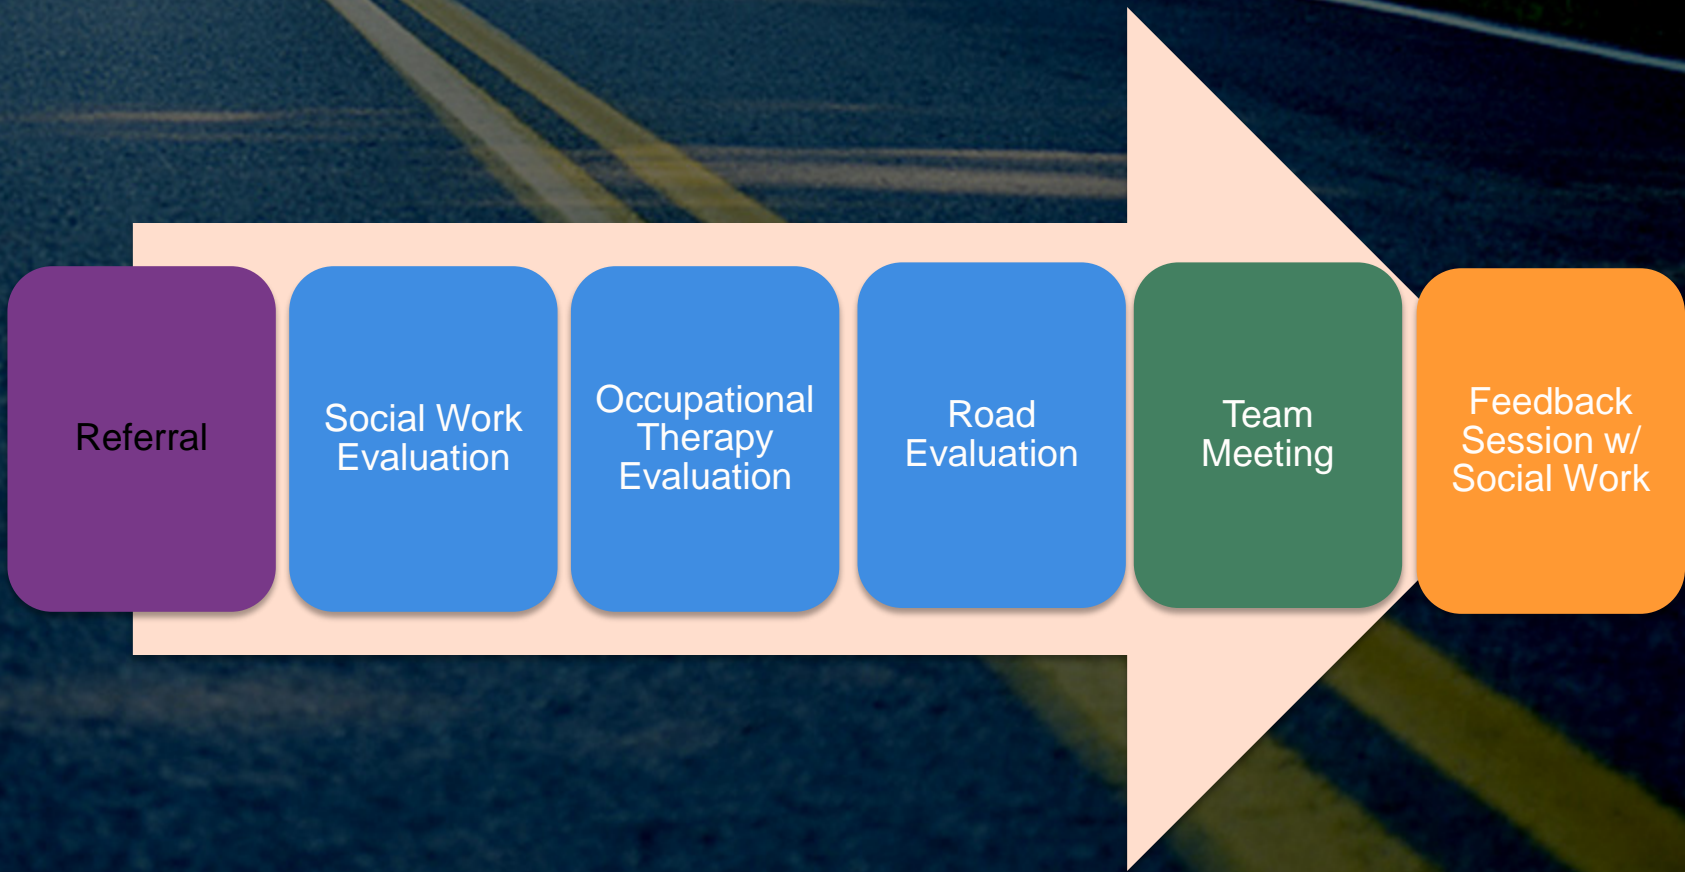 Referral
Social Work
Evaluation
Occupational
Therapy
Evaluation
Road
Evaluation
Team
Meeting
Feedback
Session w/
Social Work